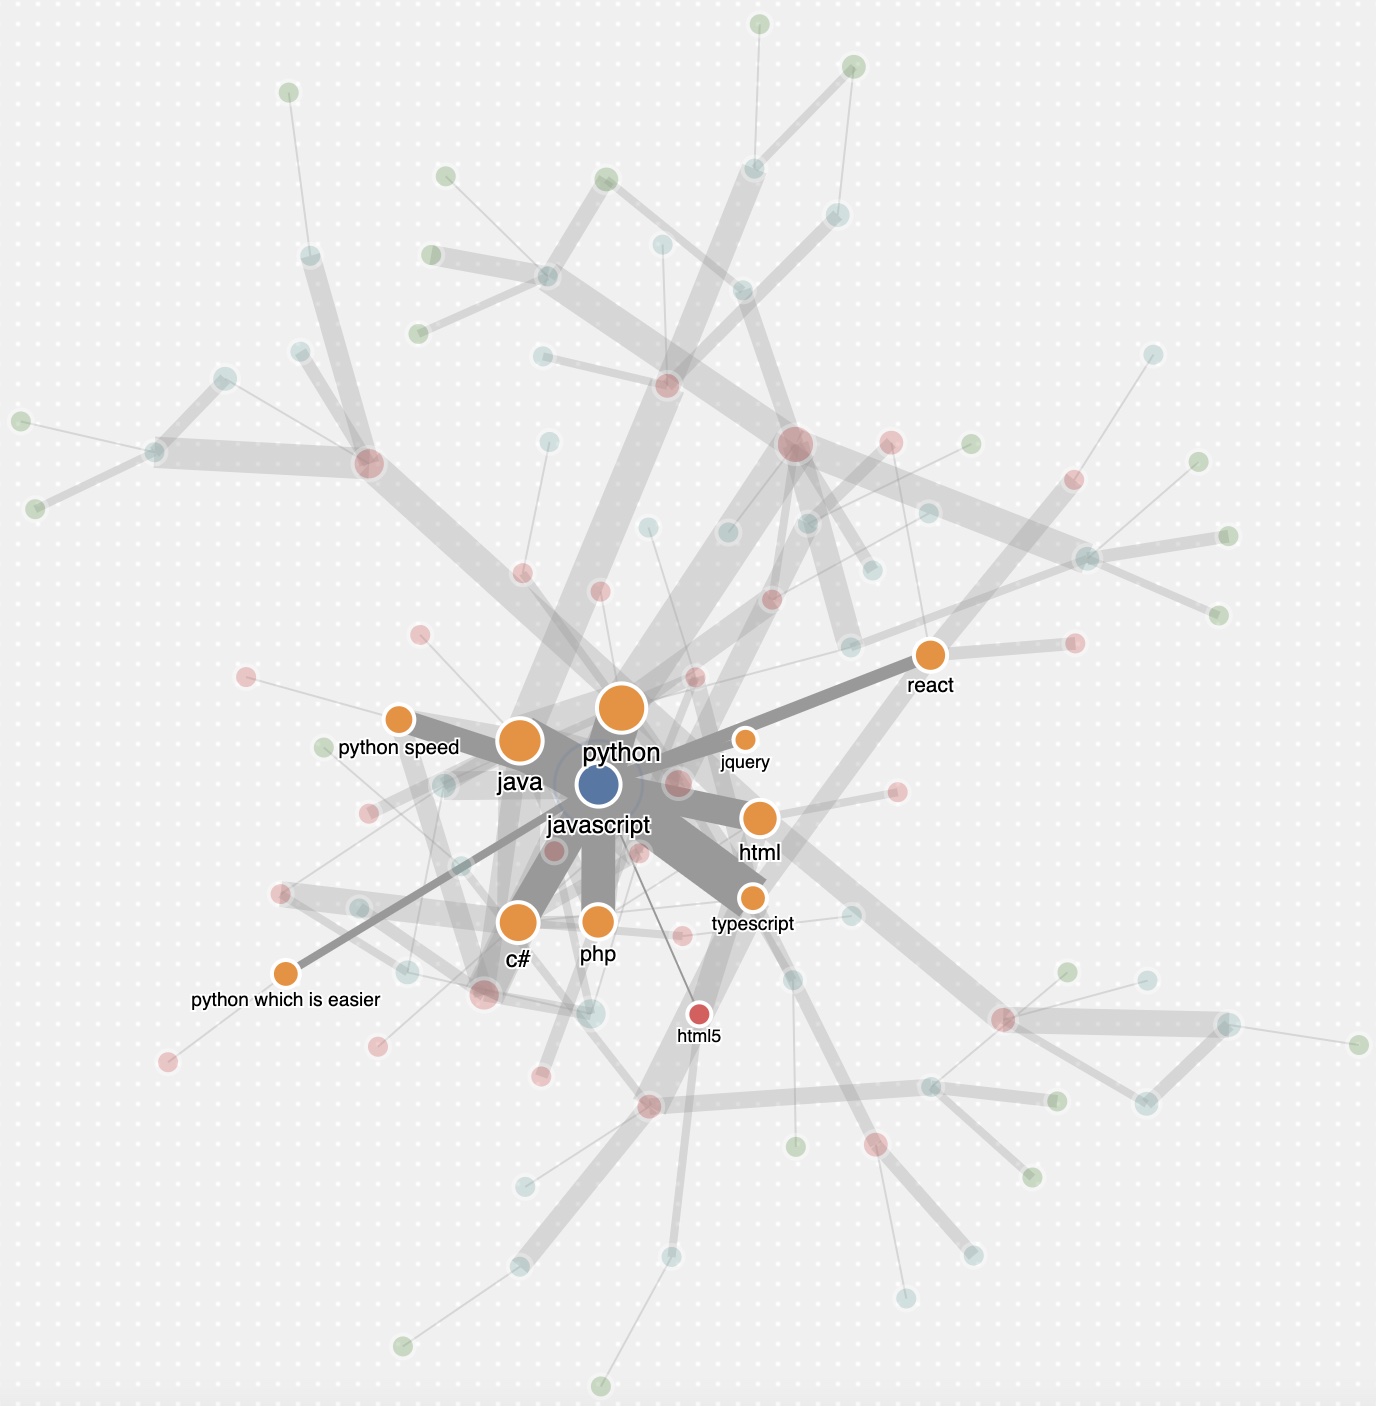 react
python speed
python
jquery
java
javascript
html
typescript
php
c#
python which is easier
html5